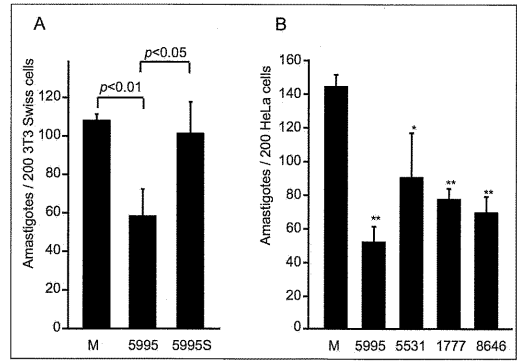 A
p<0.05
p<0.01
Amastigotes / 200 3T3 Swiss cells
120
100
80
60
40
20
0
M 5995 5995S
B
Amastigotes / 200 HeLa cells
160
140
120
100
80
60
40
20
0
**
*
**
**
M 5995 5531 1777 8646